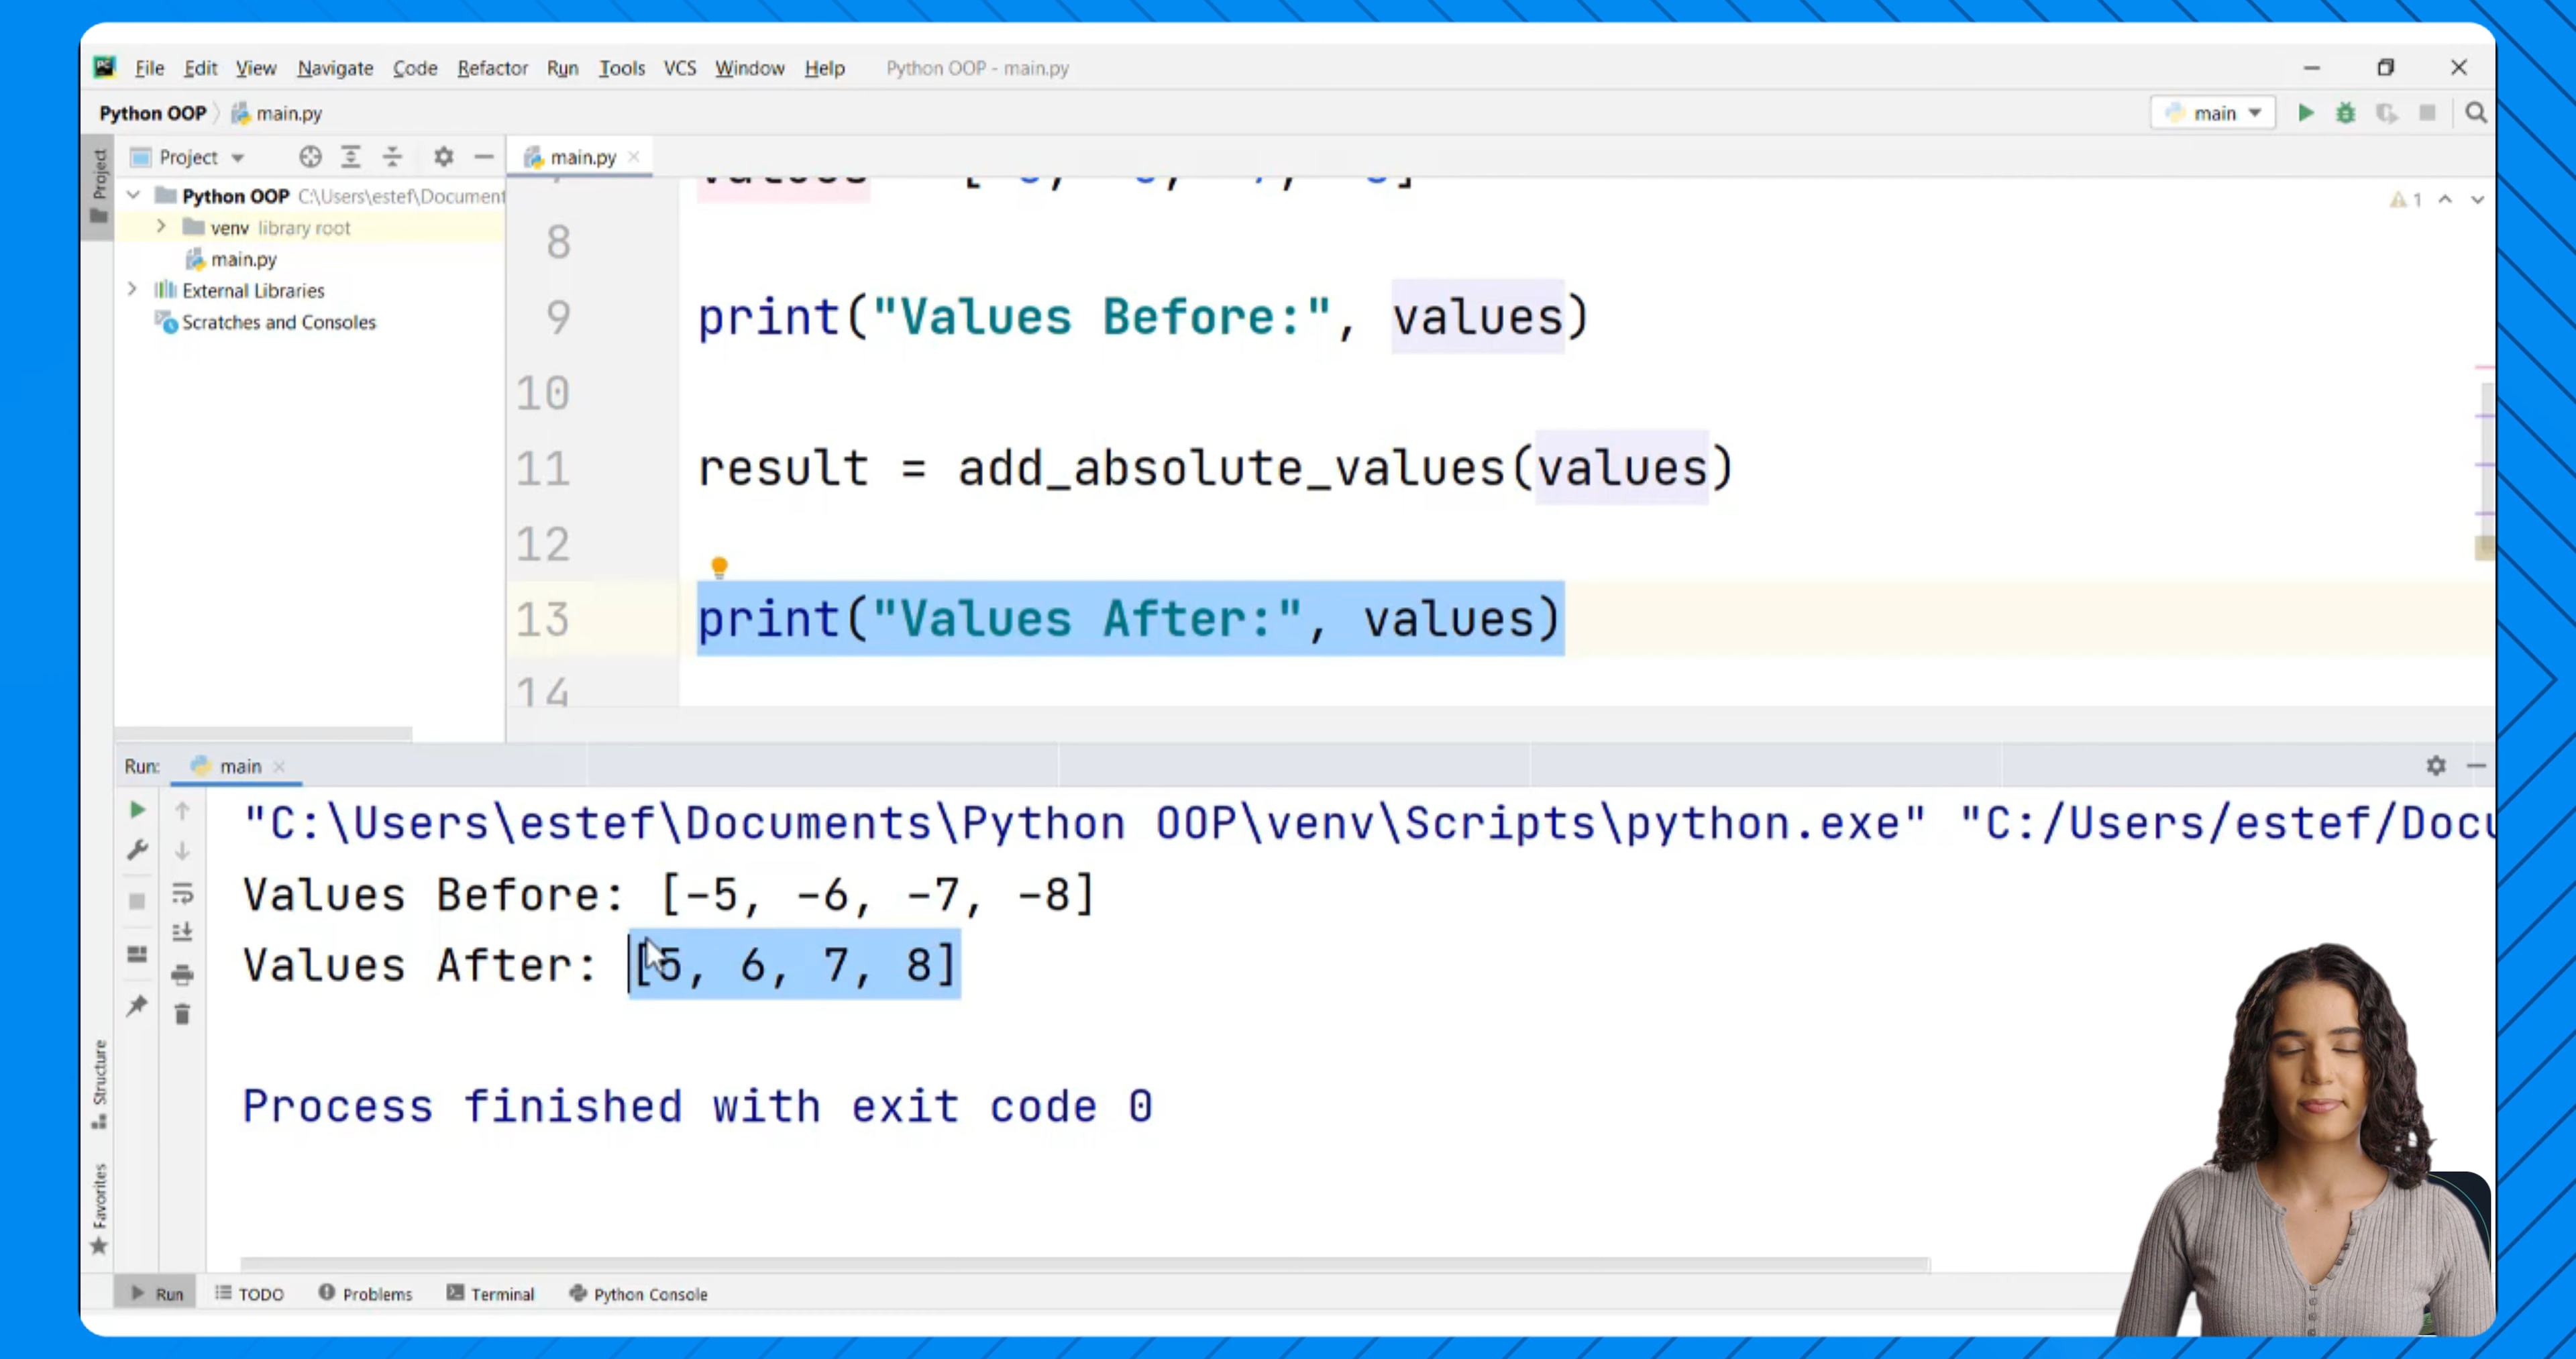 File Edit View Navigate Code Refactor Run Tools VCS Window Help Python OOP - main.py
Python OOP main.py
main
Project
Project
main.py
Python OOP C:\Users\estef\Document
venv library root
main.py
External Libraries
Scratches and Consoles
1
8
9 print("Values Before:", values)
10
11 result = add_absolute_values(values)
12
13 print("Values After:", values)
14
Run: main
"C:\Users\estef\Documents\Python OOP\venv\Scripts\python.exe" "C:/Users/estef/Docu
Values Before: [-5, -6, -7, -8]
Values After: [5, 6, 7, 8]
Process finished with exit code 0
Structure
Favorites
Run TODO Problems Terminal Python Console